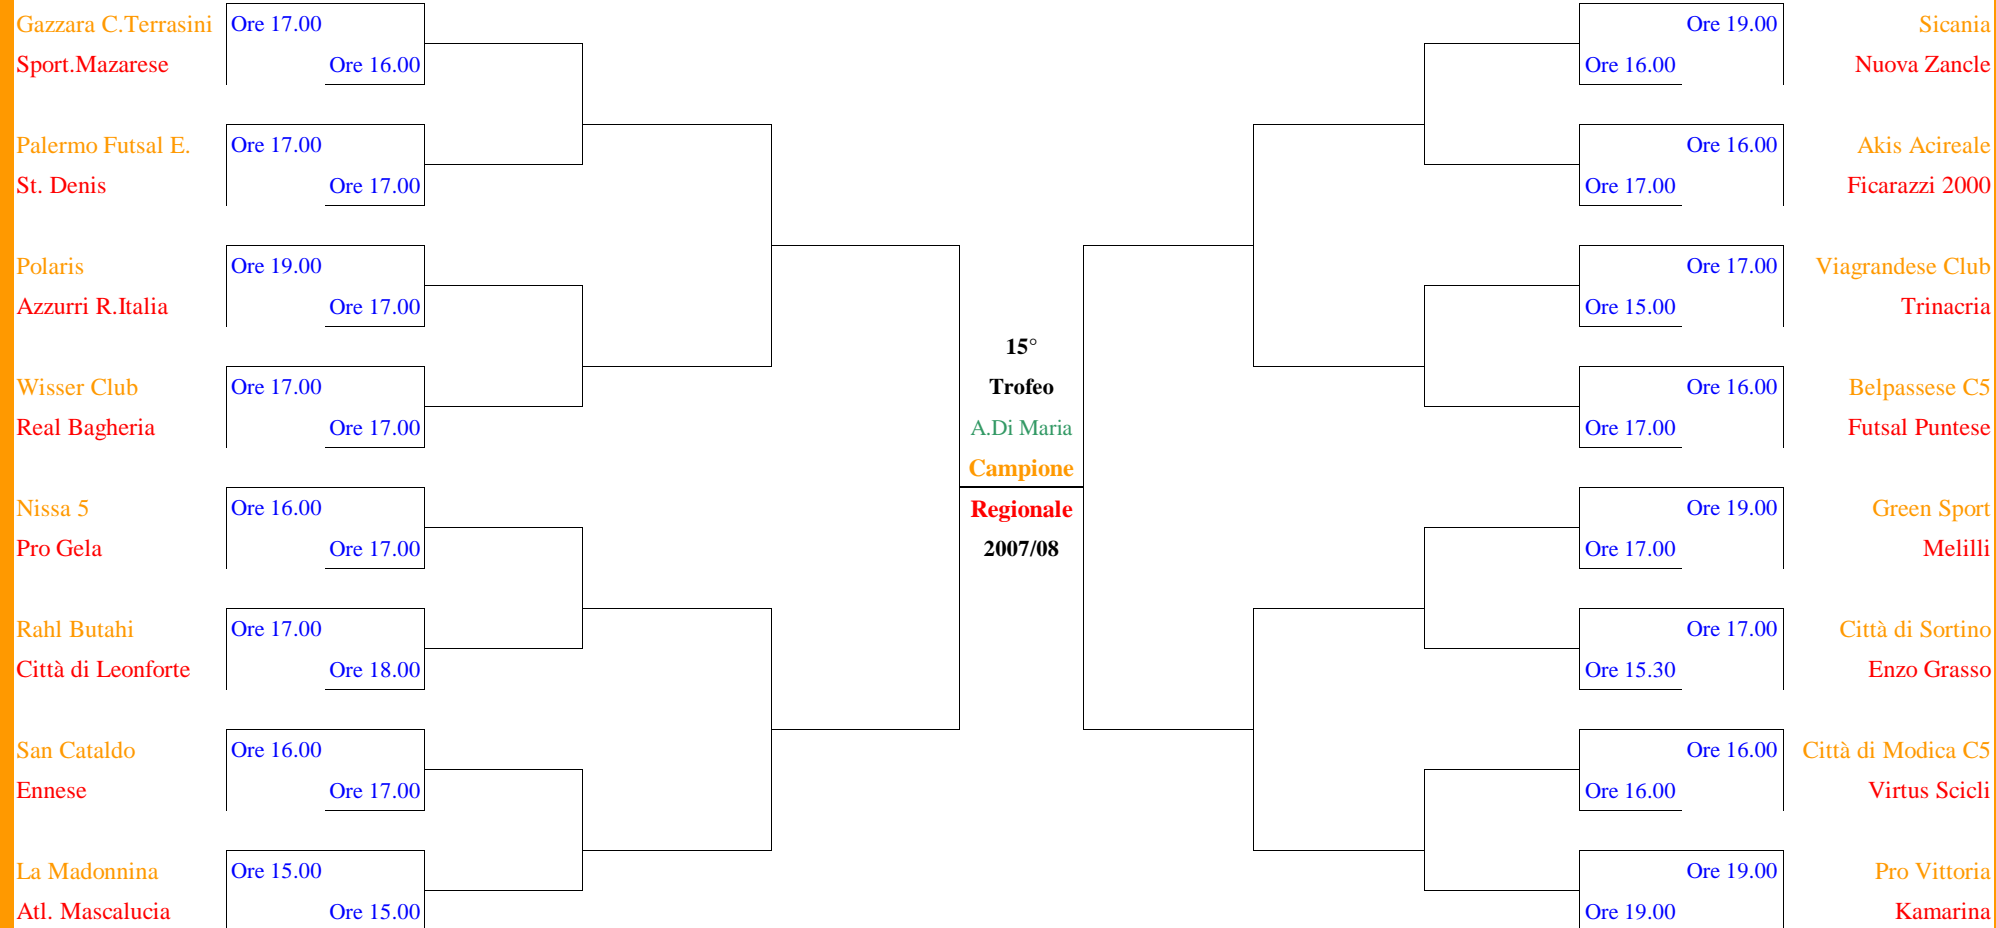 Gazzara C.Terrasini Ore 17.00 Ore 19.00 Sicania
Sport.Mazarese Ore 16.00 Ore 16.00 Nuova Zancle
Palermo Futsal E. Ore 17.00 Ore 16.00 Akis Acireale
St. Denis Ore 17.00 Ore 17.00 Ficarazzi 2000
Polaris Ore 19.00 Ore 17.00 Viagrandese Club
Azzurri R.Italia Ore 17.00 Ore 15.00 Trinacria
15°
Wisser Club Ore 17.00 Trofeo Ore 16.00 Belpassese C5
Real Bagheria Ore 17.00 A.Di Maria Ore 17.00 Futsal Puntese
Campione
Nissa 5 Ore 16.00 Regionale Ore 19.00 Green Sport
Pro Gela Ore 17.00 2007/08 Ore 17.00 Melilli
Rahl Butahi Ore 17.00 Ore 17.00 Città di Sortino
Città di Leonforte Ore 18.00 Ore 15.30 Enzo Grasso
San Cataldo Ore 16.00 Ore 16.00 Città di Modica C5
Ennese Ore 17.00 Ore 16.00 Virtus Scicli
La Madonnina Ore 15.00 Ore 19.00 Pro Vittoria
Atl. Mascalucia Ore 15.00 Ore 19.00 Kamarina